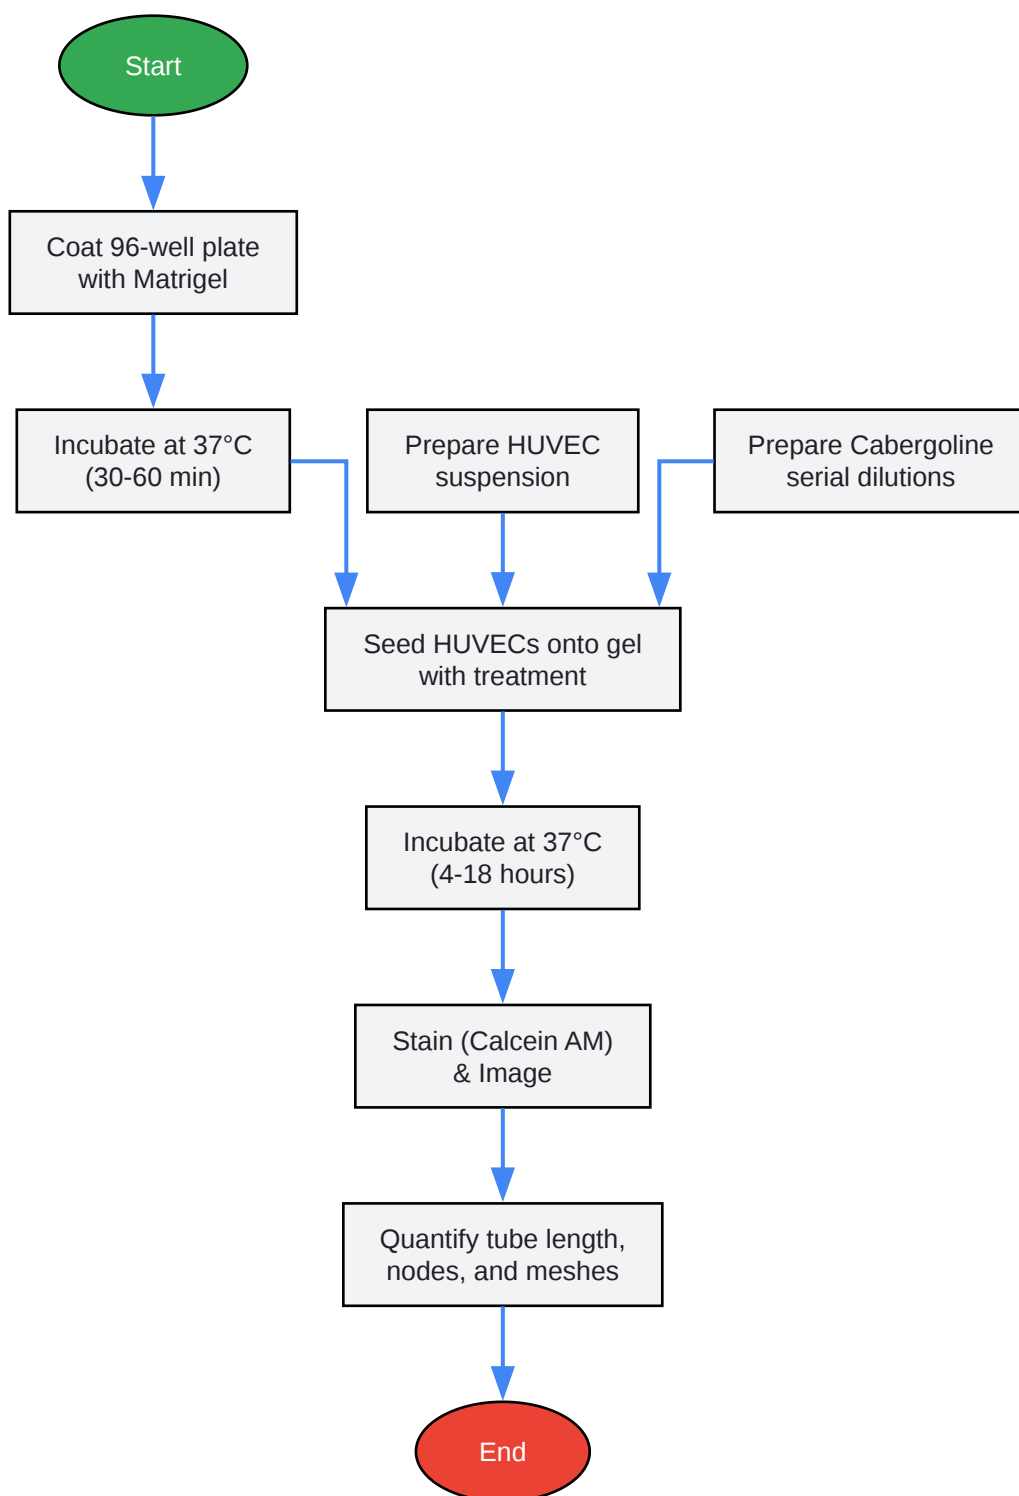 Start
Coat 96-well plate
with Matrigel
Incubate at 37°C
(30-60 min)
Prepare HUVEC
suspension
Prepare Cabergoline
serial dilutions
Seed HUVECs onto gel
with treatment
Incubate at 37°C
(4-18 hours)
Stain (Calcein AM)
& Image
Quantify tube length,
nodes, and meshes
End